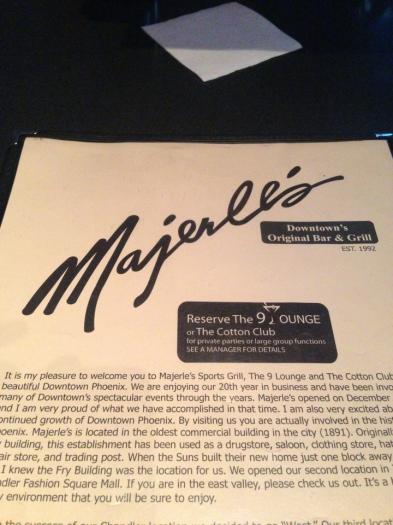 Majerle's
Downtown's
Original Bar & Grill
EST. 1992
Reserve The 9 LOUNGE
or The Cotton Club
for private parties or large group functions
SEE A MANAGER FOR DETAILS
It is my pleasure to welcome you to Majerle's Sports Grill, The 9 Lounge and The Cotton Club
beautiful Downtown Phoenix. We are enjoying our 20th year in business and have been
many of Downtown's spectacular events through the years. Majerle's opened on December
and I am very proud of what we have accomplished in that time. I am also very excited
continued growth of Downtown Phoenix. By visiting us you are actually involved in the
Majerle's is located in the oldest commercial building in the city (1891).
building, this establishment has been used as a drugstore, saloon, clothing store,
store, and trading post. When the Suns built their new home just one block away
I knew the Fry Building was the location for us. We opened our second location in
Fashion Square Mall. If you are in the east valley, please check us out. It's a
environment that you will be sure to enjoy.